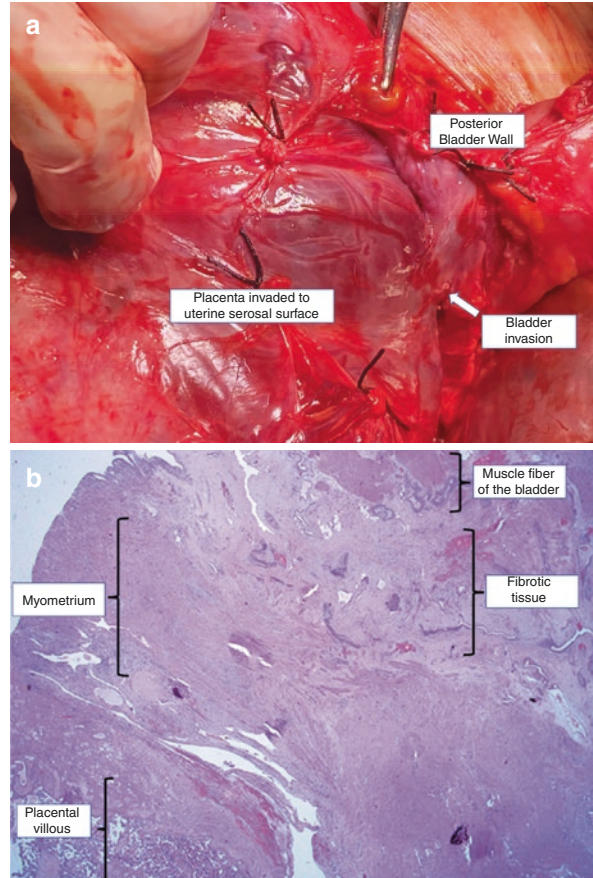 a
Posterior
Bladder Wall
Placenta invaded to
uterine serosal surface
Bladder
invasion
b
Muscle fiber
of the bladder
Myometrium
Fibrotic
tissue
Placental
villous